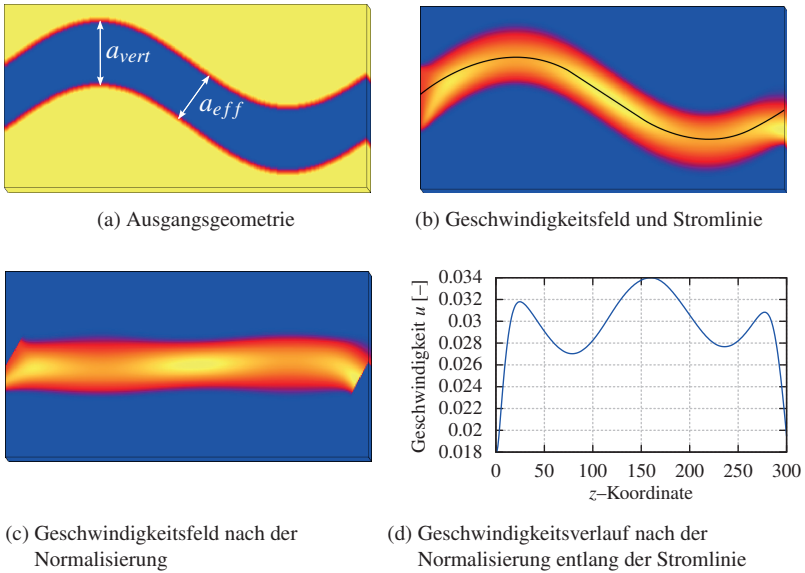 a_vert
a_eff
(a) Ausgangsgeometrie
(b) Geschwindigkeitsfeld und Stromlinie
0.034
0.032
0.03
0.028
0.026
0.024
0.022
0.02
0.018
Geschwindigkeit u [–]
0 50 100 150 200 250 300
z–Koordinate
(c) Geschwindigkeitsfeld nach der
Normalisierung
(d) Geschwindigkeitsverlauf nach der
Normalisierung entlang der Stromlinie